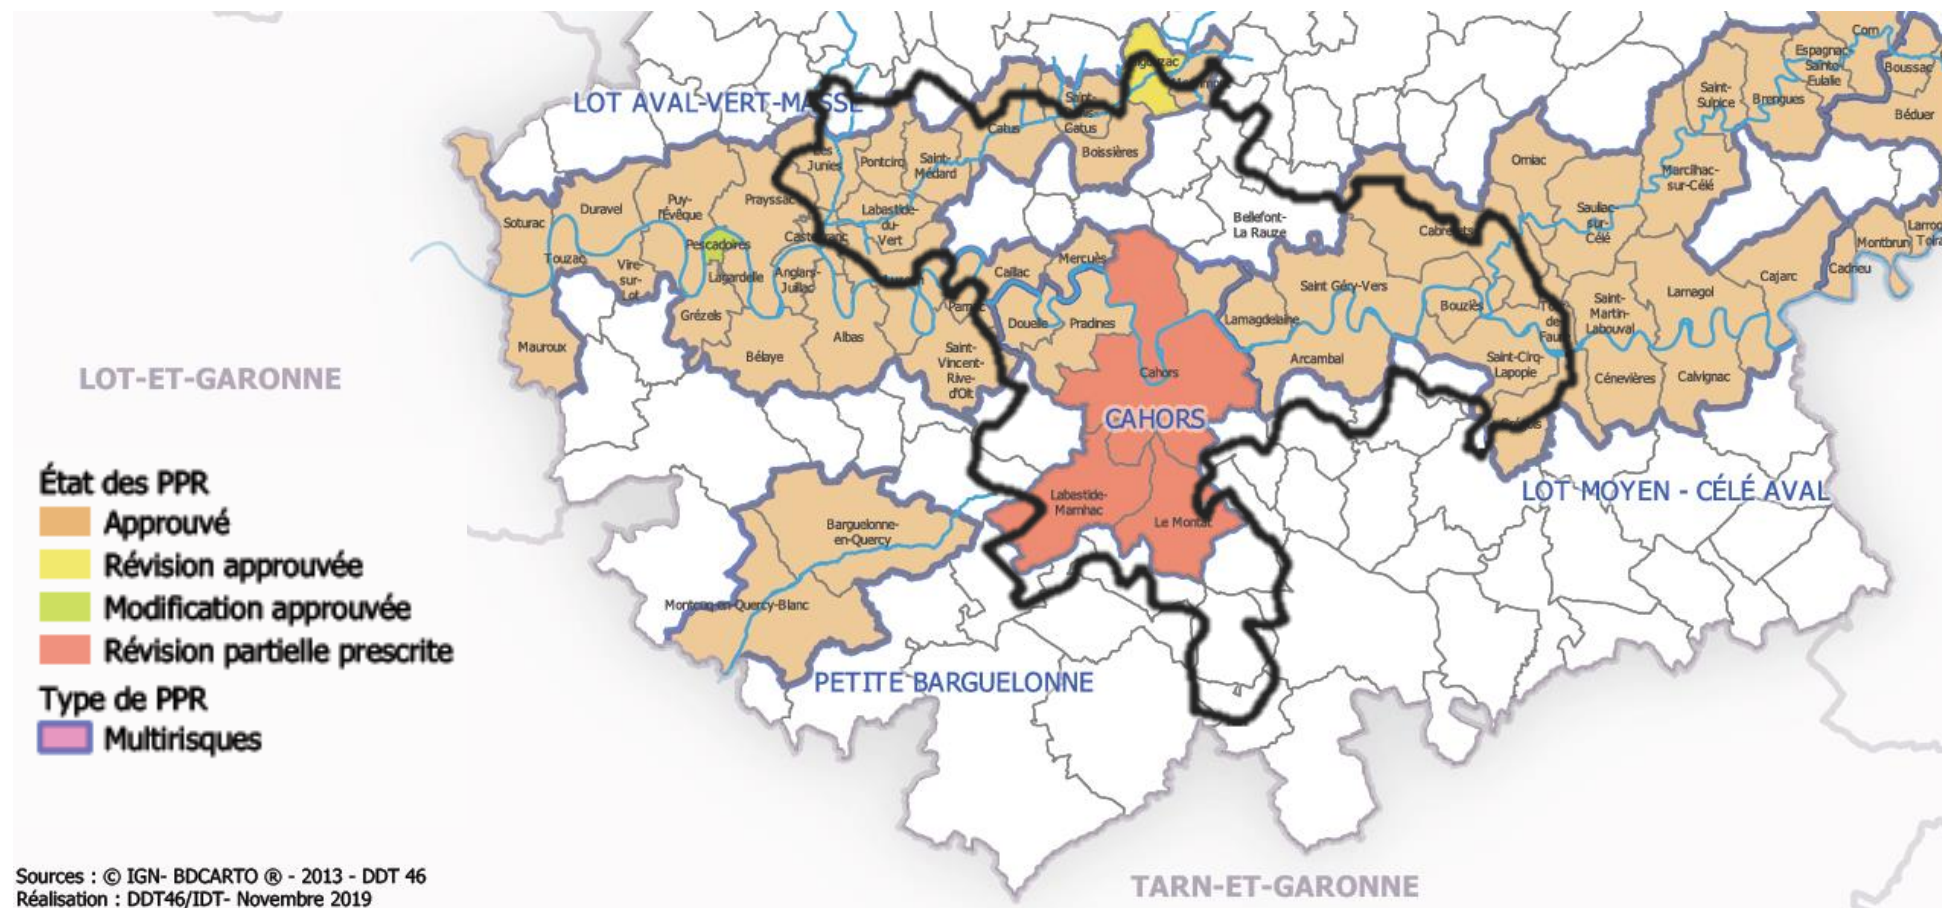 Corn
Espagnac-
Sainte-
Eulalie
Boussac
Saint-
Sulpice
Brengues
Béduer
LOT AVAL-VERT-MASSE
Saint-
Catus
Catus
Boissières
Les
Junies
Pontcirq
Saint-
Médard
Orniac
Marcilhac-
sur-Célé
Soturac
Duravel
Puy-
l'Évêque
Prayssac
Labastide-
du-
Vert
Bellefont-
La Rauze
Cabrerets
Sauliac-
sur-
Célé
Montbrun
Pescadoires
Castelfranc
Touzac
Vire-
sur-
Lot
Lagardelle
Anglars-
Juillac
Caillac
Mercuès
Saint Géry-Vers
Cajarc
Cadrieu
Larnagol
Grézels
Douelle
Pradines
Lamagdelaine
Bouziès
Saint-
Martin-
Labouval
Mauroux
Bélaye
Albas
Saint-
Vincent-
Rive-
d'Olt
Cahors
Arcambal
Saint-Cirq-
Lapopie
Cénevières
Calvignac
LOT-ET-GARONNE
CAHORS
LOT MOYEN - CÉLÉ AVAL
Labastide-
Marnhac
Le Montat
Barguelonne-
en-Quercy
Montcuq-en-Quercy-Blanc
PETITE BARGUELONNE
TARN-ET-GARONNE
État des PPR
Approuvé
Révision approuvée
Modification approuvée
Révision partielle prescrite
Type de PPR
Multirisques
Sources : © IGN- BDCARTO ® - 2013 - DDT 46
Réalisation : DDT46/IDT- Novembre 2019